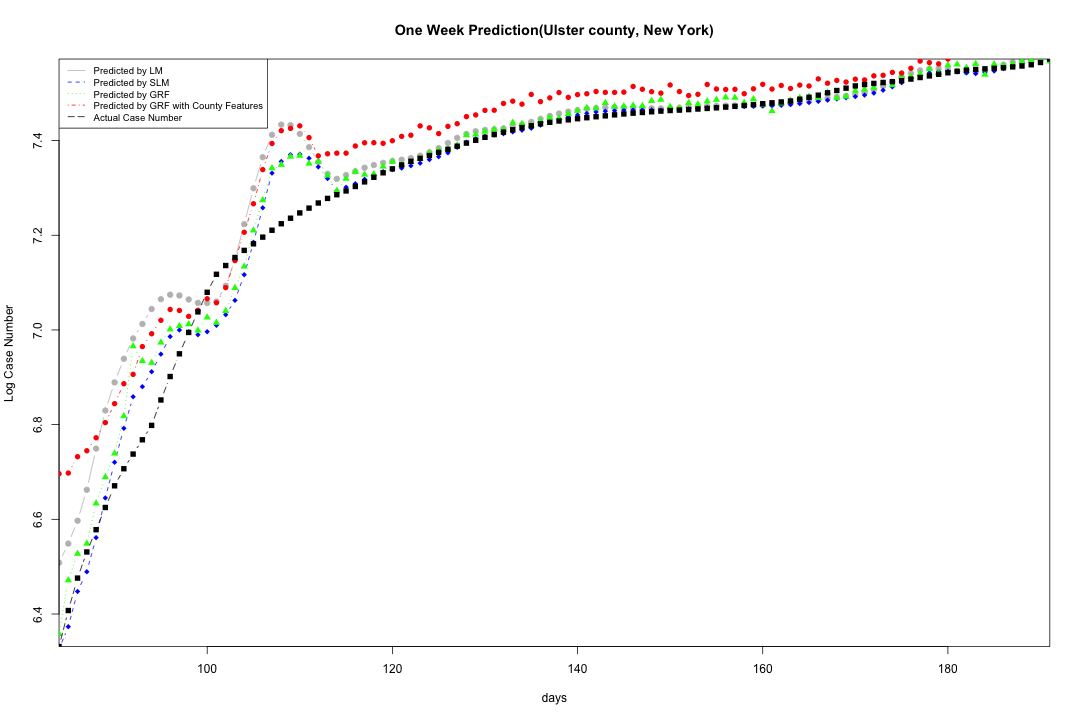 One Week Prediction(Ulster county, New York)
Predicted by LM
Predicted by SLM
Predicted by GRF
Predicted by GRF with County Features
Actual Case Number
Log Case Number
7.4
7.2
7.0
6.8
6.6
6.4
100 120 140 160 180
days